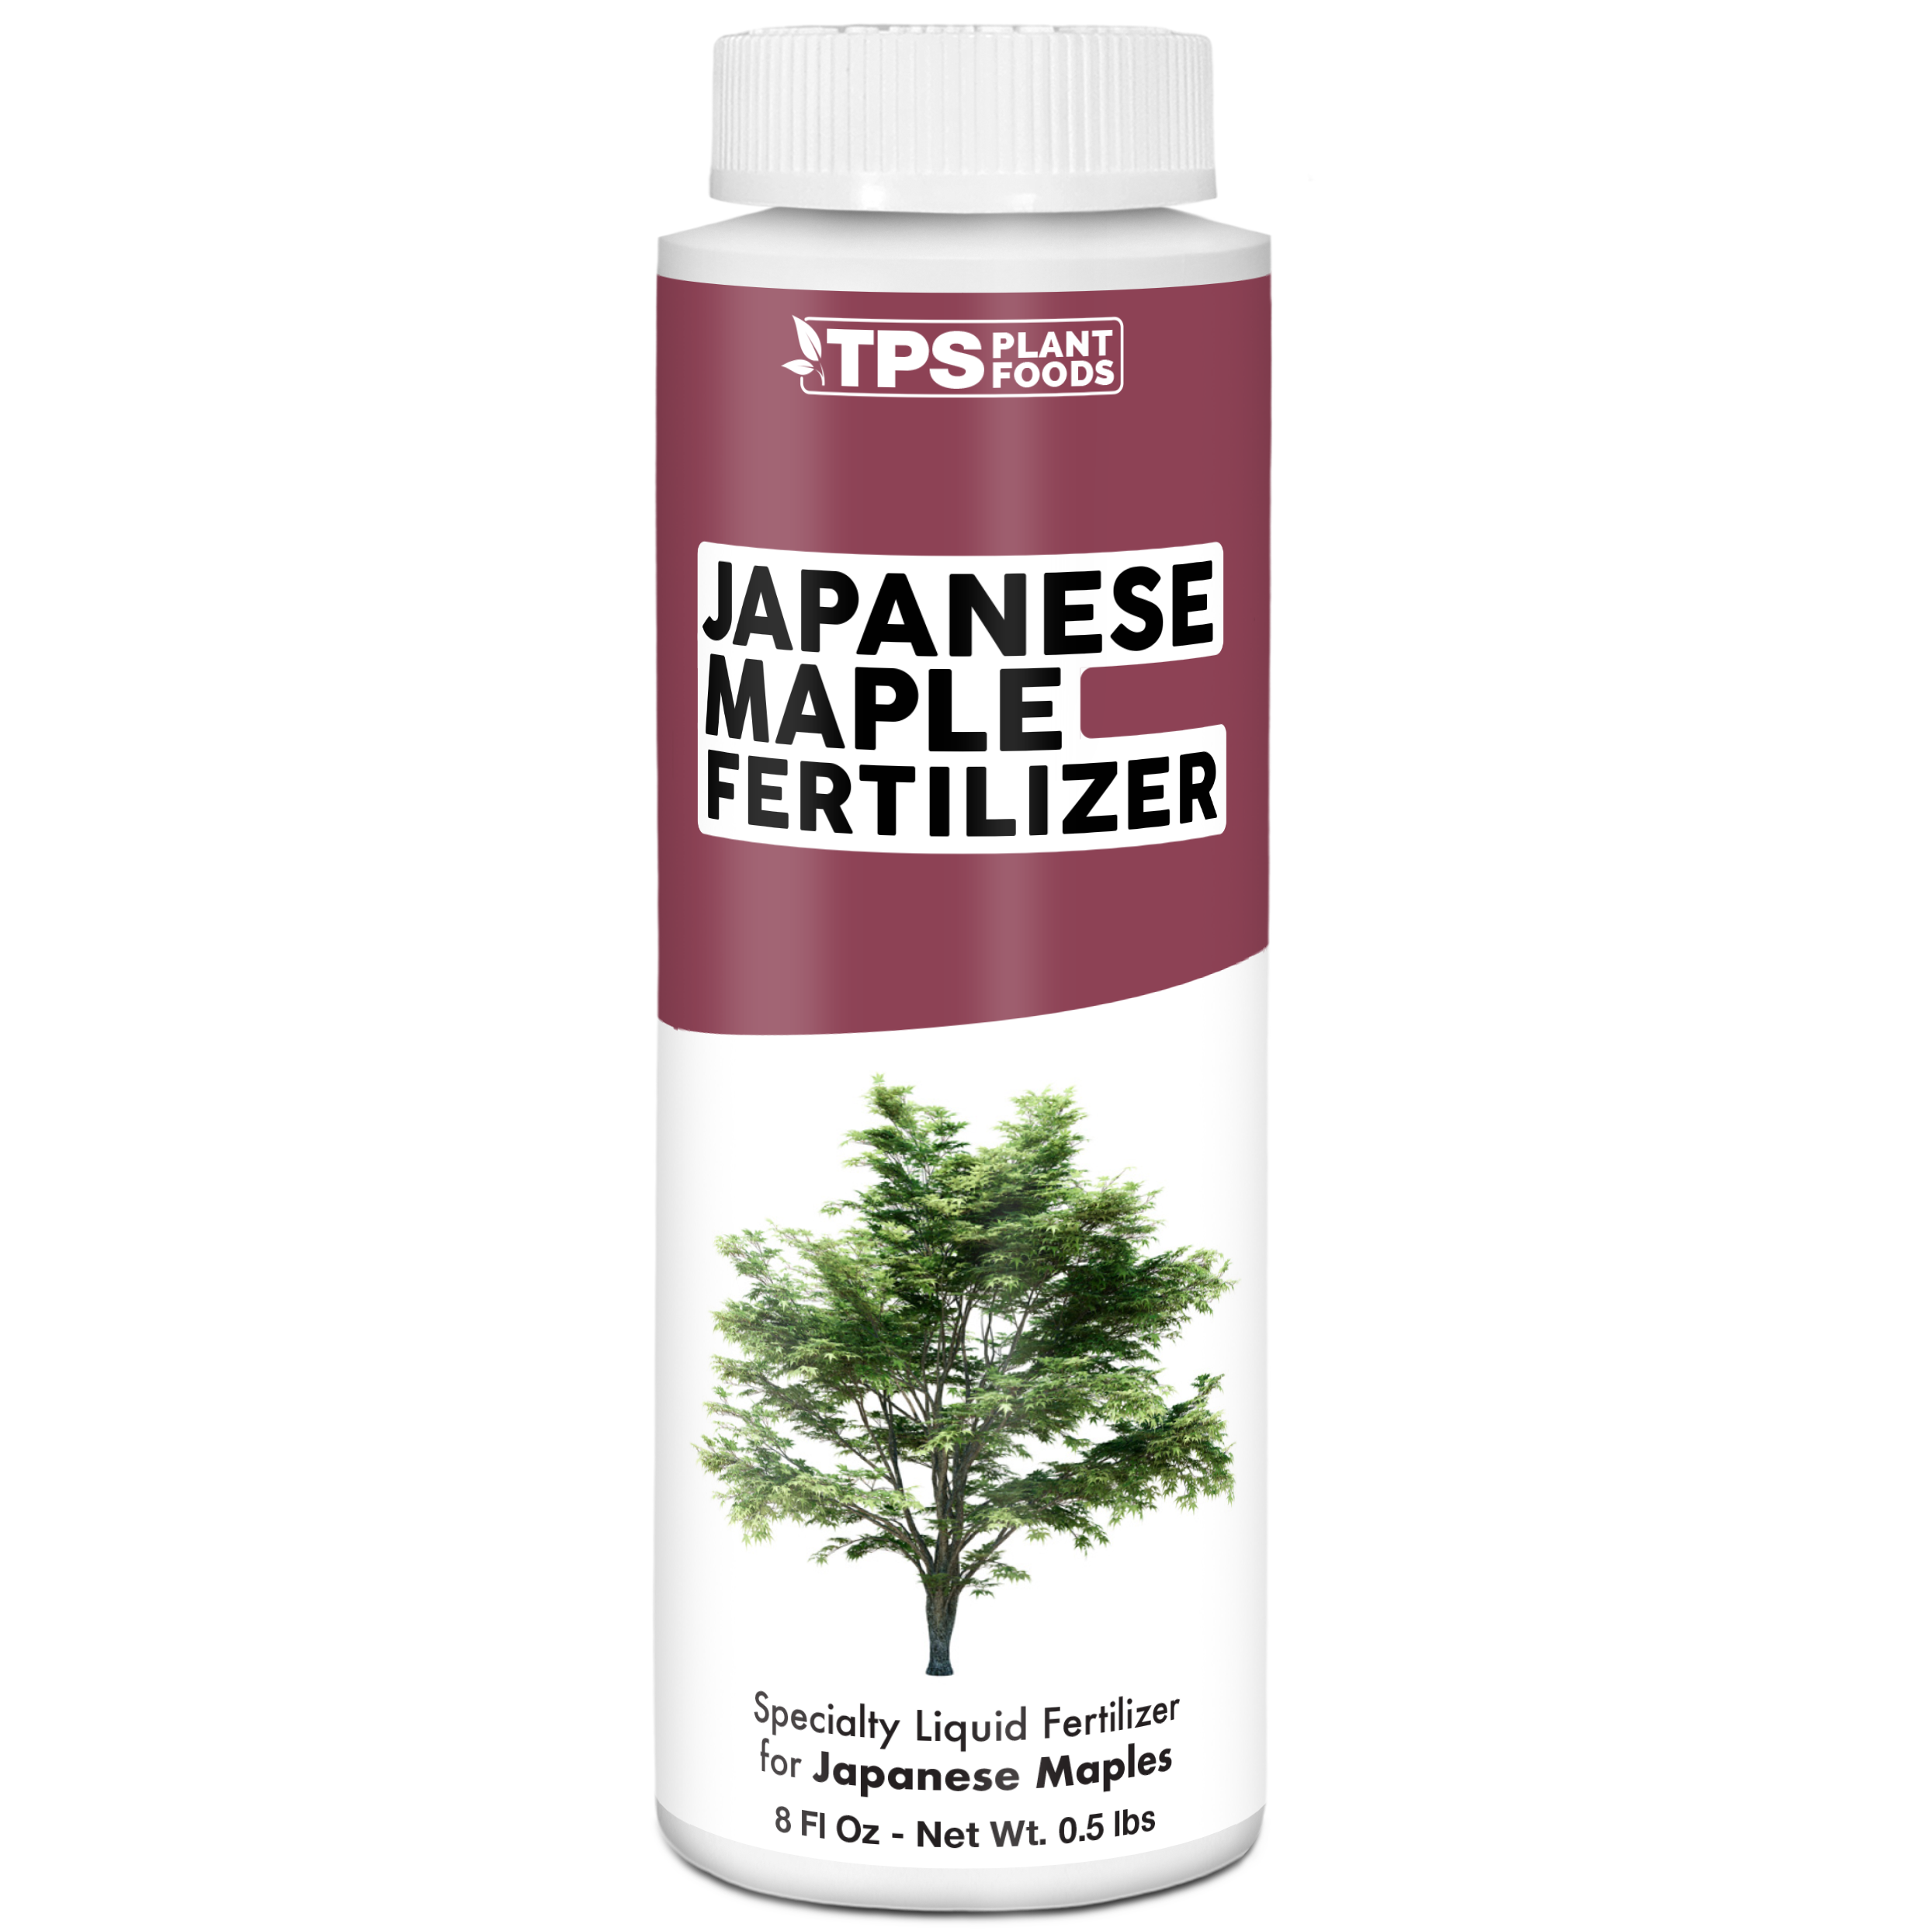 TPS PLANT FOODS
JAPANESE
MAPLE
FERTILIZER
Specialty Liquid Fertilizer
for Japanese Maples
8 Fl Oz - Net Wt. 0.5 lbs